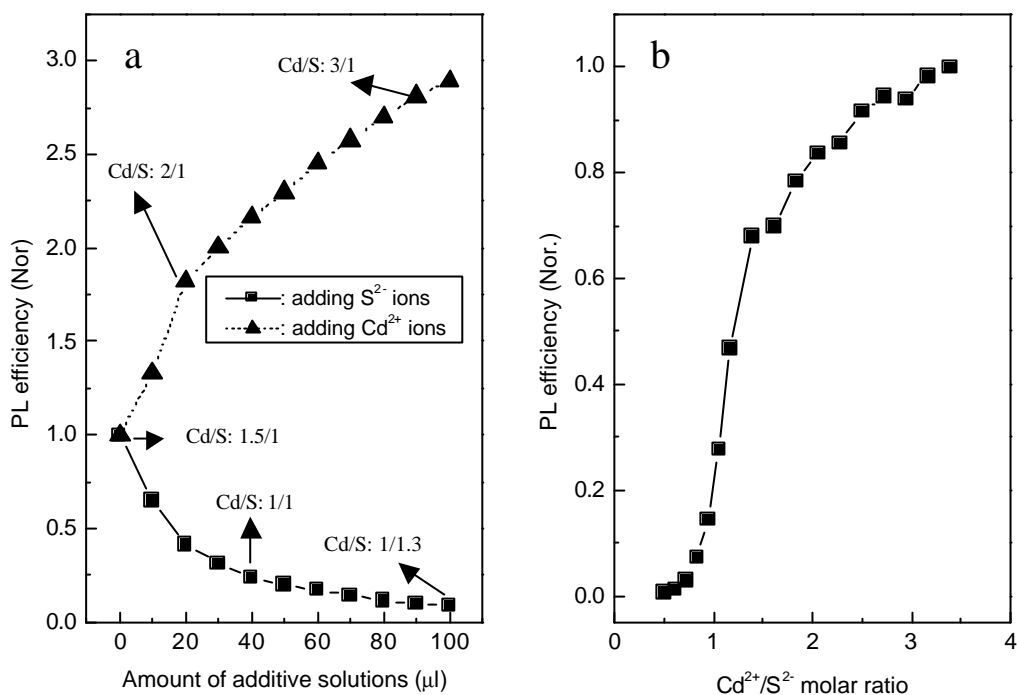 a
3.0
2.5
2.0
1.5
1.0
0.5
0.0
PL efficiency (Nor)
Cd/S: 3/1
Cd/S: 2/1
: adding S²⁻ ions
: adding Cd²⁺ ions
Cd/S: 1.5/1
Cd/S: 1/1
Cd/S: 1/1.3
0 20 40 60 80 100
Amount of additive solutions (μl)
b
1.0
0.8
0.6
0.4
0.2
0.0
PL efficiency (Nor.)
0 1 2 3 4
Cd²⁺/S²⁻ molar ratio